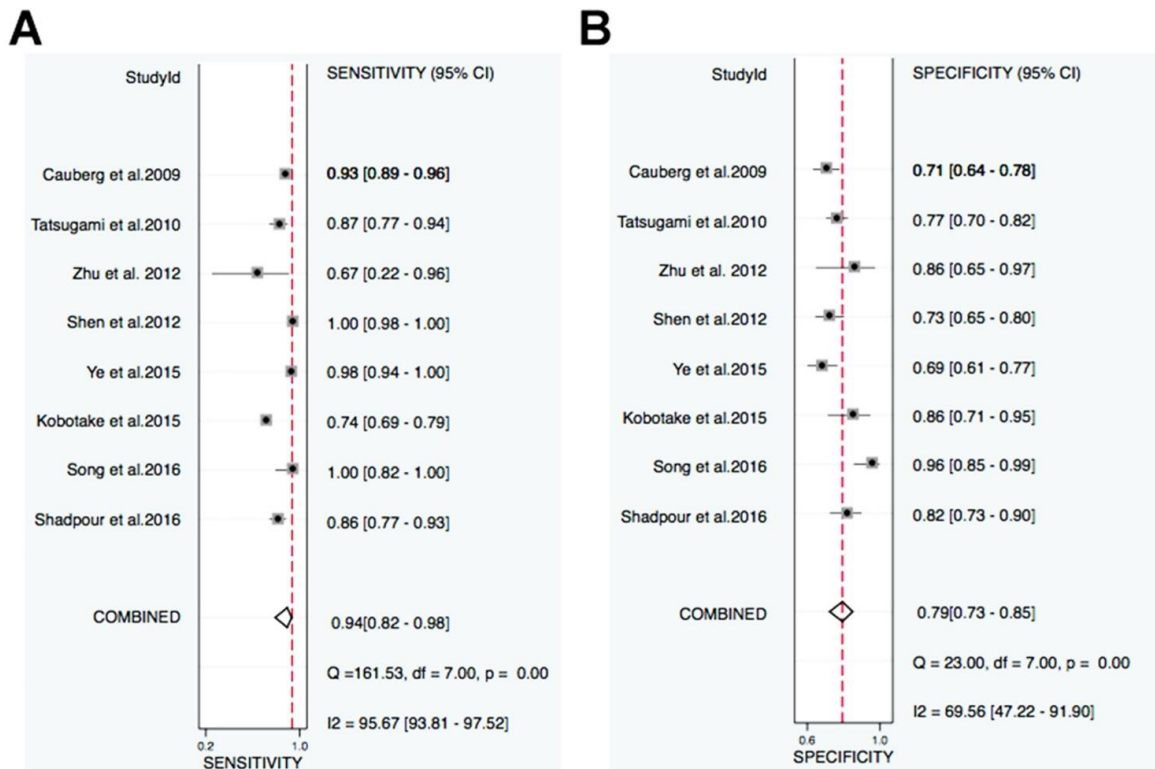 A
StudyId SENSITIVITY (95% CI)
Cauberg et al.2009 0.93 [0.89 - 0.96]
Tatsugami et al.2010 0.87 [0.77 - 0.94]
Zhu et al. 2012 0.67 [0.22 - 0.96]
Shen et al.2012 1.00 [0.98 - 1.00]
Ye et al.2015 0.98 [0.94 - 1.00]
Kobotake et al.2015 0.74 [0.69 - 0.79]
Song et al.2016 1.00 [0.82 - 1.00]
Shadpour et al.2016 0.86 [0.77 - 0.93]
COMBINED 0.94[0.82 - 0.98]
Q =161.53, df = 7.00, p = 0.00
I2 = 95.67 [93.81 - 97.52]
0.2 1.0
SENSITIVITY
B
StudyId SPECIFICITY (95% CI)
Cauberg et al.2009 0.71 [0.64 - 0.78]
Tatsugami et al.2010 0.77 [0.70 - 0.82]
Zhu et al. 2012 0.86 [0.65 - 0.97]
Shen et al.2012 0.73 [0.65 - 0.80]
Ye et al.2015 0.69 [0.61 - 0.77]
Kobotake et al.2015 0.86 [0.71 - 0.95]
Song et al.2016 0.96 [0.85 - 0.99]
Shadpour et al.2016 0.82 [0.73 - 0.90]
COMBINED 0.79[0.73 - 0.85]
Q = 23.00, df = 7.00, p = 0.00
I2 = 69.56 [47.22 - 91.90]
0.6 1.0
SPECIFICITY